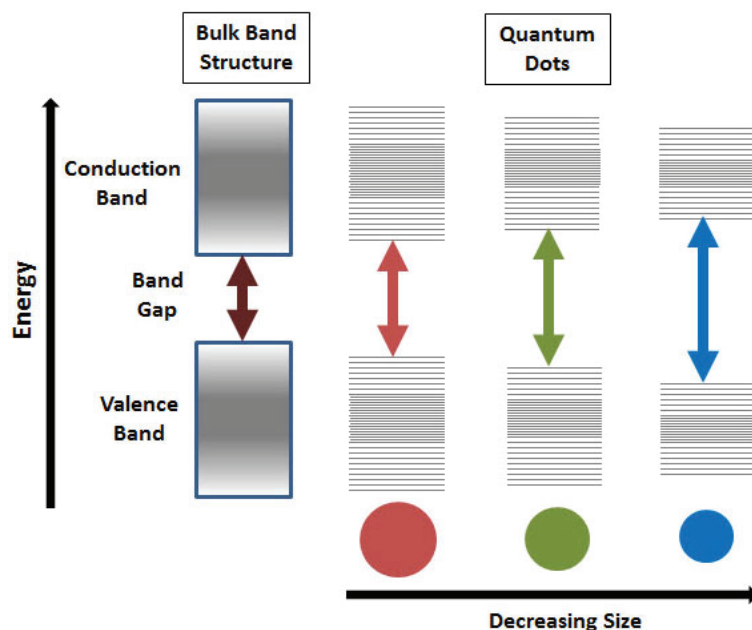 Bulk Band
Structure
Quantum
Dots
Conduction
Band
Band
Gap
Energy
Valence
Band
Decreasing Size